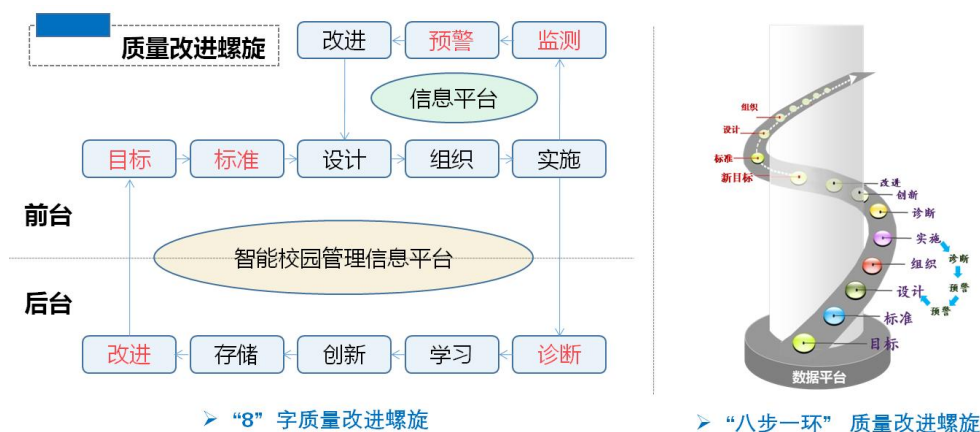 质量改进螺旋
改进
预警
监测
信息平台
目标
标准
设计
组织
实施
前台
智能校园管理信息平台
后台
改进
存储
创新
学习
诊断
➢ “8” 字质量改进螺旋
组织
设计
标准
新目标
改进
创新
诊断
实施
诊断
组织
预警
设计
预警
标准
目标
数据平台
➢ “八步一环” 质量改进螺旋